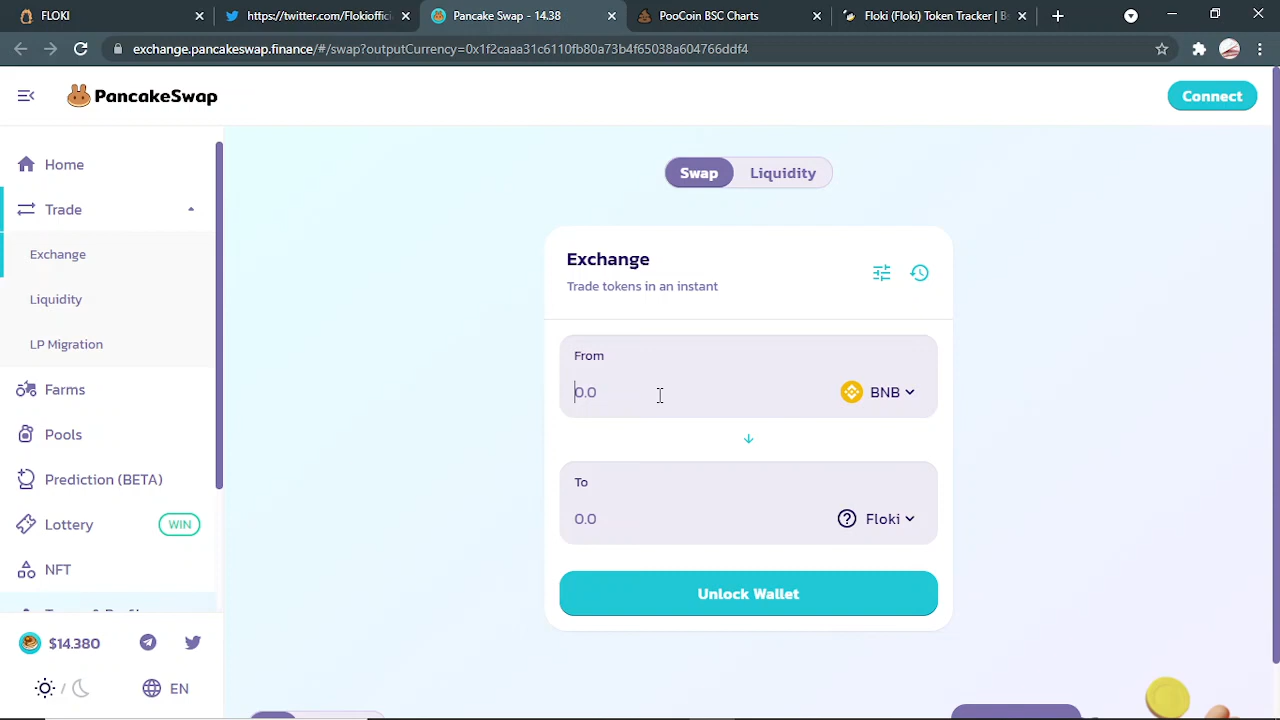 FLOKI
https://twitter.com/Flokioffici
Pancake Swap - 14.38
PooCoin BSC Charts
Floki (Floki) Token Tracker | Bs
exchange.pancakeswap.finance/#/swap?outputCurrency=0x1f2caaa31c6110fb80a73b4f65038a604766ddf4
PancakeSwap
Connect
Home
Trade
Exchange
Liquidity
LP Migration
Farms
Pools
Prediction (BETA)
Lottery
WIN
NFT
$14.380
/
EN
Swap
Liquidity
Exchange
Trade tokens in an instant
From
0.0
BNB
To
0.0
Floki
Unlock Wallet